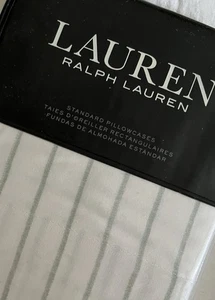 LAUREN
RALPH LAUREN
STANDARD PILLOWCASES
TAIES D'OREILLER RECTANGULAIRES
FUNDAS DE ALMOHADA ESTANDAR